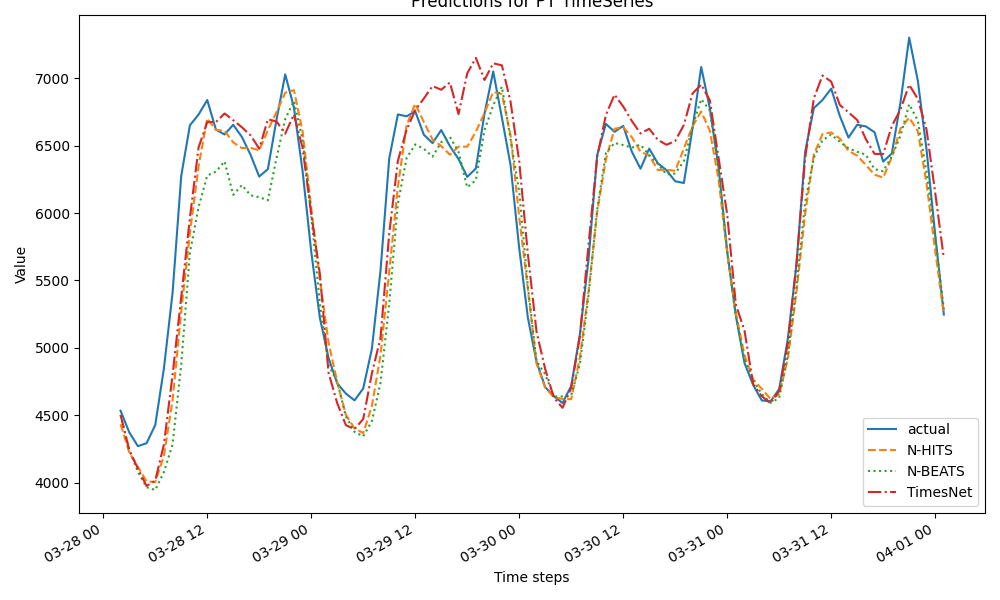 Predictions for PT TimeSeries
7000
6500
6000
5500
5000
4500
4000
Value
03-28 00
03-28 12
03-29 00
03-29 12
03-30 00
03-30 12
03-31 00
03-31 12
04-01 00
Time steps
actual
N-HITS
N-BEATS
TimesNet